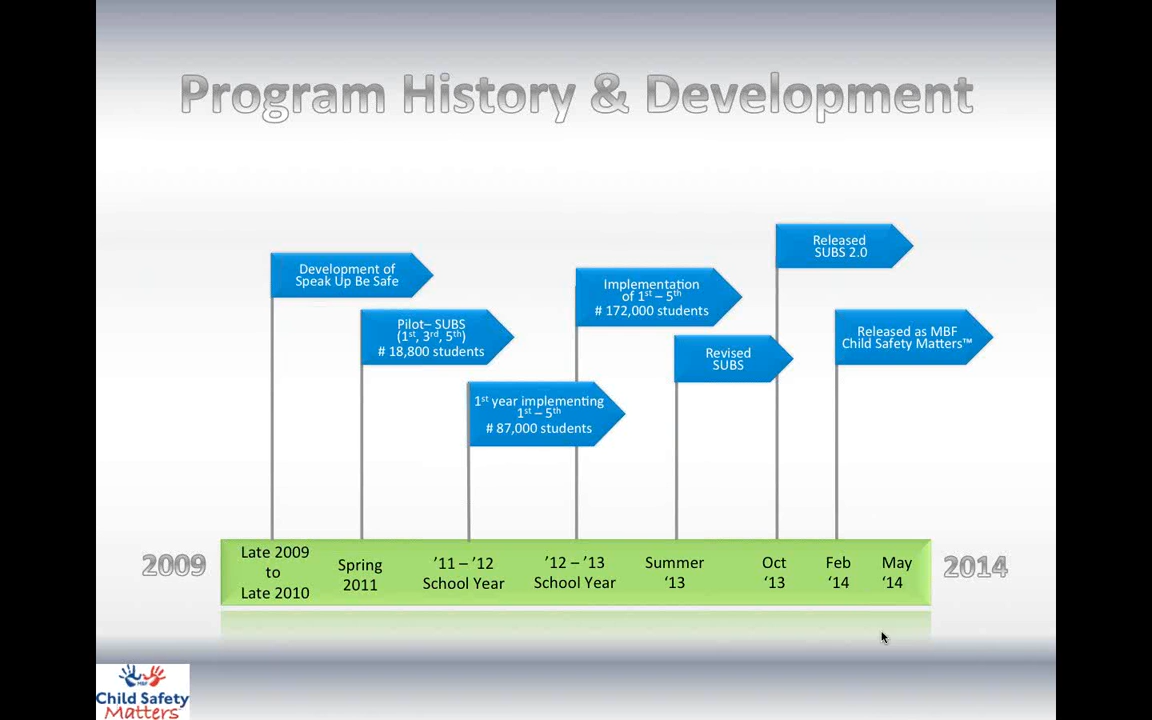 Program History & Development
Released
SUBS 2.0
Development of
Speak Up Be Safe
Implementation
of 1st – 5th
# 172,000 students
Pilot– SUBS
(1st, 3rd, 5th)
# 18,800 students
Released as MBF
Child Safety Matters™
Revised
SUBS
1st year implementing
1st – 5th
# 87,000 students
2009
Late 2009
to
Late 2010
Spring
2011
’11 – ’12
School Year
’12 – ’13
School Year
Summer
‘13
Oct
‘13
Feb
‘14
May
‘14
2014
MBF
Child Safety
Matters